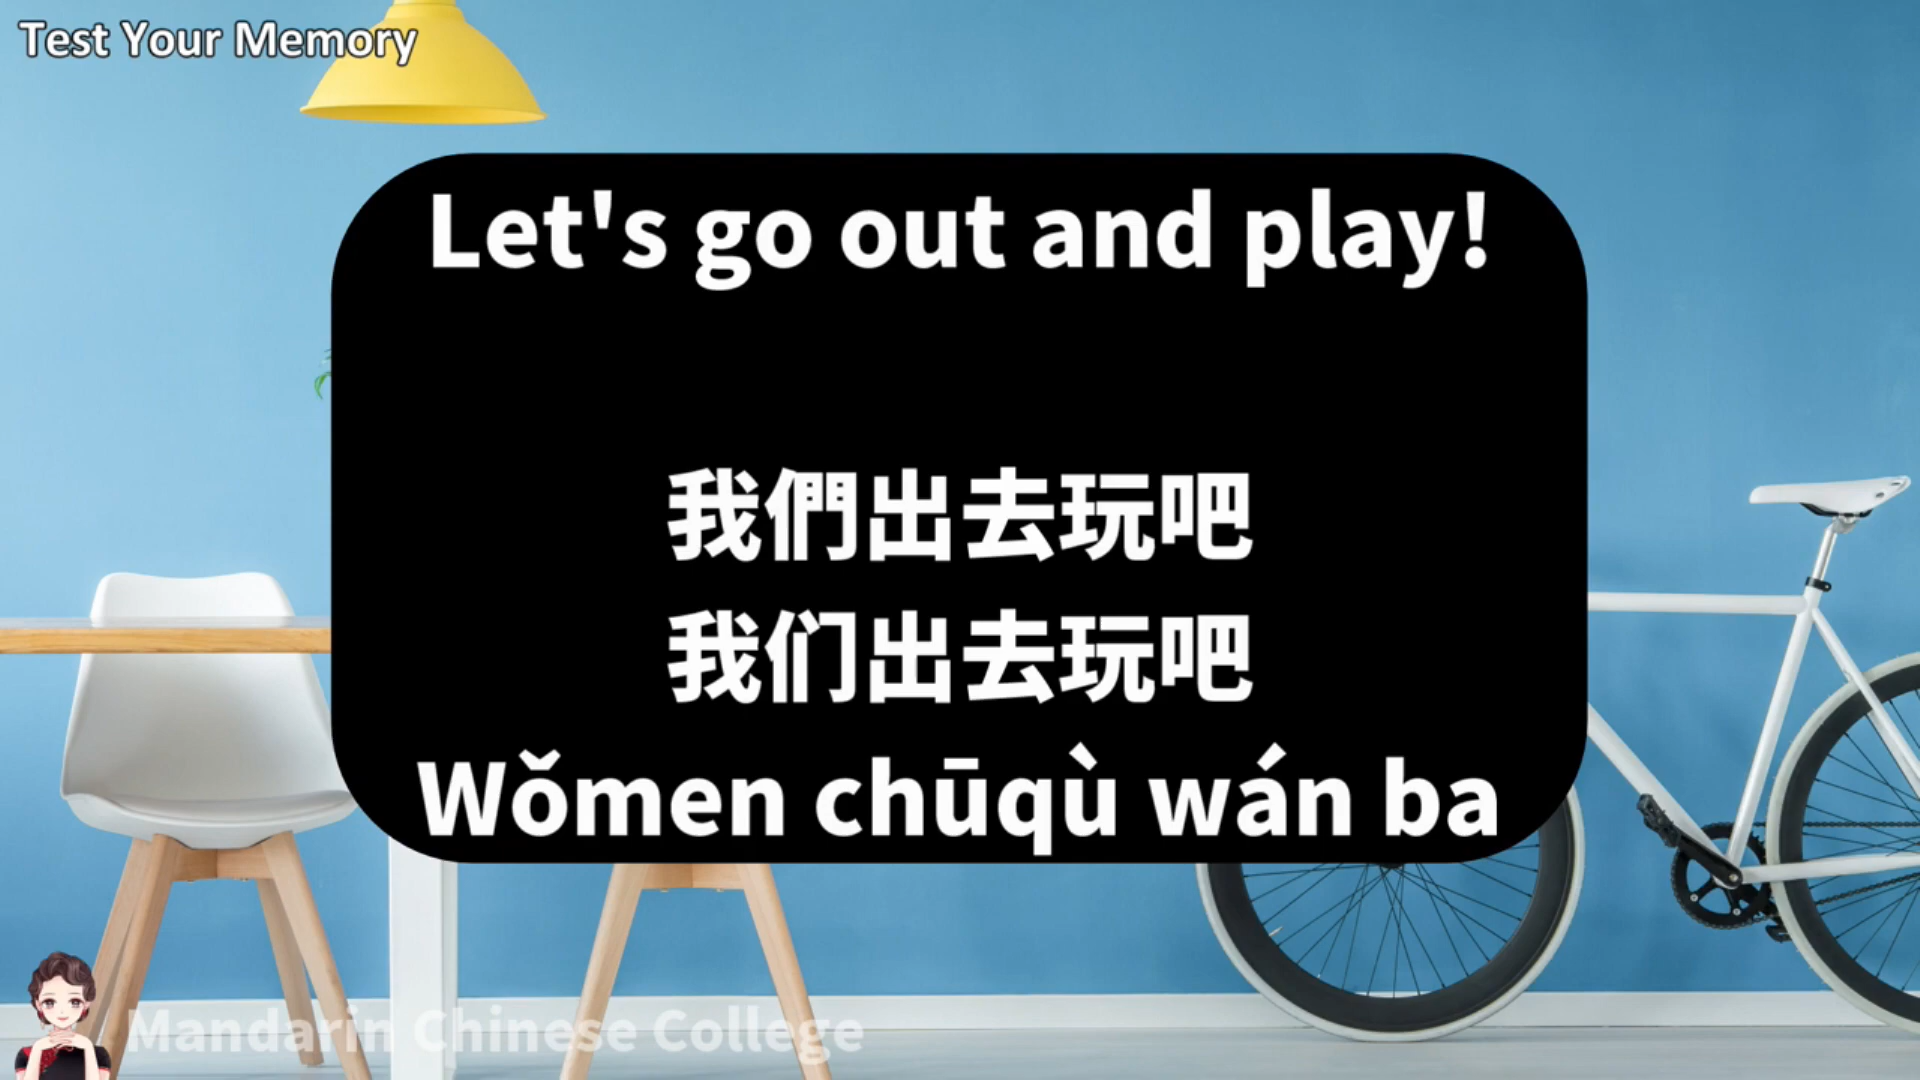 Test Your Memory
Let's go out and play!
我們出去玩吧
我们出去玩吧
Wǒmen chūqù wán ba
Mandarin Chinese College